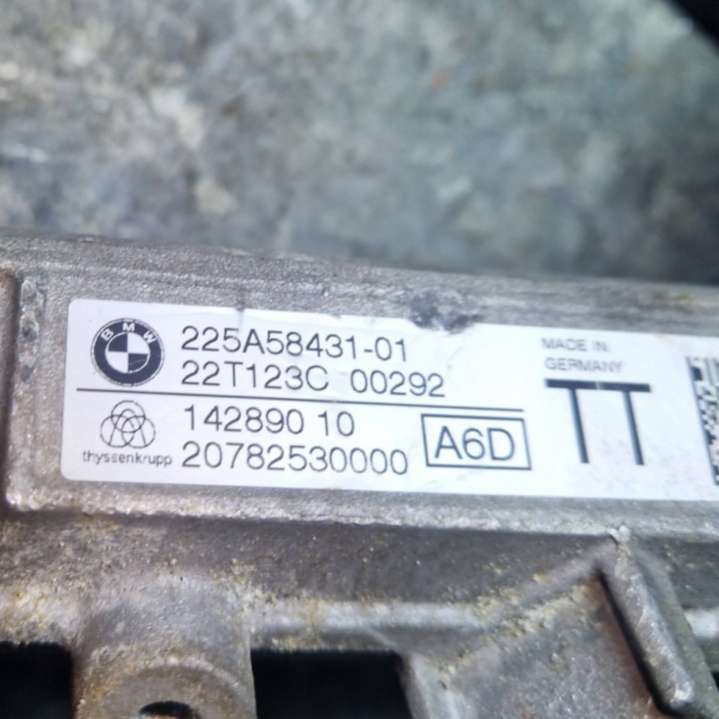 BMW
225A58431-01
22T123C 00292
thyssenkrupp
142890 10
20782530000
A6D
MADE IN
GERMANY
TT